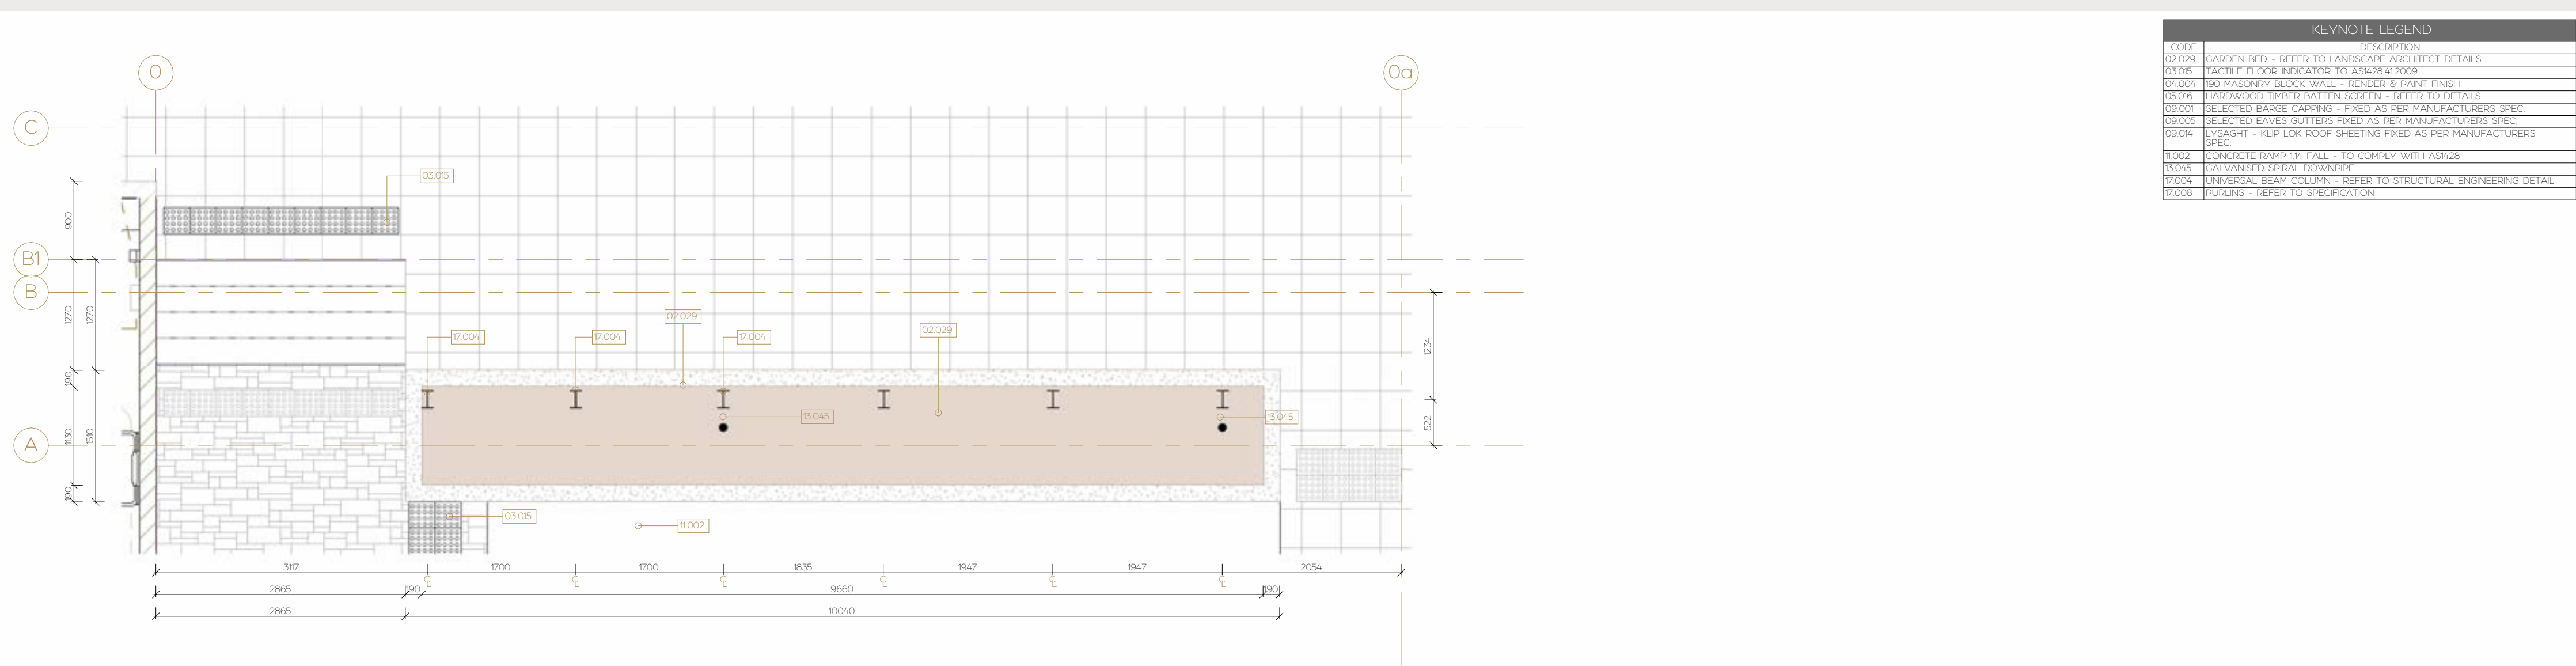 KEYNOTE LEGEND
CODE DESCRIPTION
02.029 GARDEN BED - REFER TO LANDSCAPE ARCHITECT DETAILS
03.015 TACTILE FLOOR INDICATOR TO AS1428.4.1:2009
04.004 190 MASONRY BLOCK WALL - RENDER & PAINT FINISH
05.016 HARDWOOD TIMBER BATTEN SCREEN - REFER TO DETAILS
09.001 SELECTED BARGE CAPPING - FIXED AS PER MANUFACTURERS SPEC.
09.005 SELECTED EAVES GUTTERS FIXED AS PER MANUFACTURERS SPEC.
09.014 LYSAGHT - KLIP LOK ROOF SHEETING FIXED AS PER MANUFACTURERS
SPEC.
11.002 CONCRETE RAMP 1:14 FALL - TO COMPLY WITH AS1428
13.045 GALVANISED SPIRAL DOWNPIPE
17.004 UNIVERSAL BEAM COLUMN - REFER TO STRUCTURAL ENGINEERING DETAIL
17.008 PURLINS - REFER TO SPECIFICATION
0 0a
C
03.015
900
B1
B
1270 1270
02.029
17.004 17.004 17.004 02.029
1234
190
13.045 13.045
522
A
1130 1510
190
03.015
11.002
3117 1700 1700 1835 1947 1947 2054
2865 190 9660 190
2865 10040